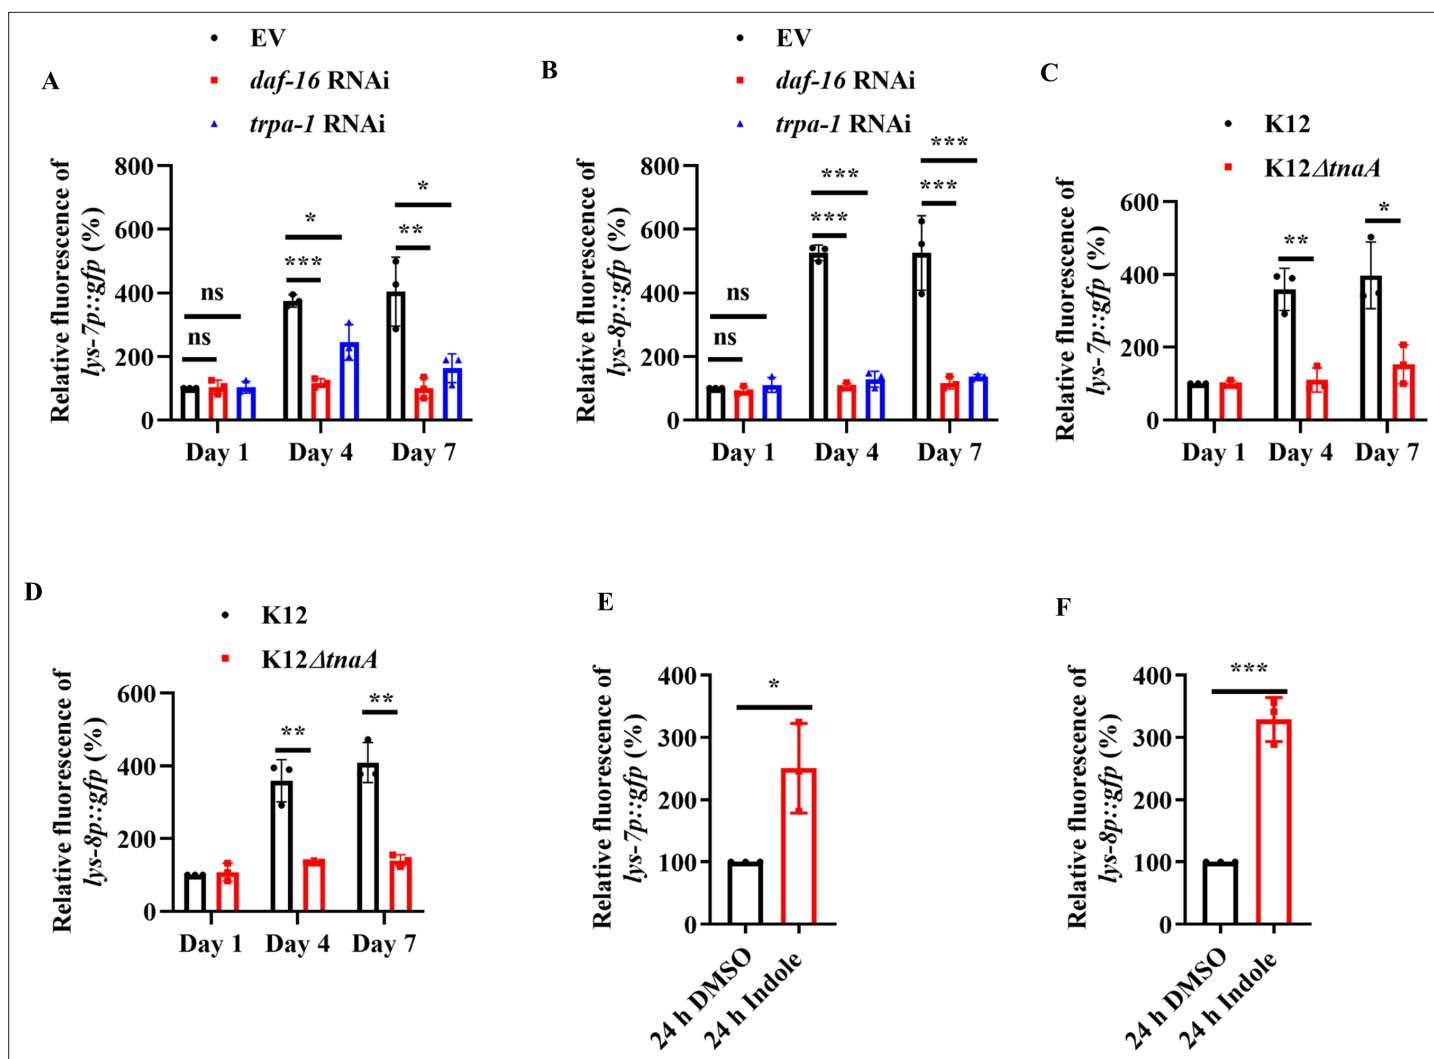 A
EV
daf-16 RNAi
trpa-1 RNAi
Relative fluorescence of
lys-7p::gfp (%)
800
600
400
200
0
ns
ns
***
*
**
*
Day 1
Day 4
Day 7
B
EV
daf-16 RNAi
trpa-1 RNAi
Relative fluorescence of
lys-8p::gfp (%)
800
600
400
200
0
ns
ns
***
***
***
***
Day 1
Day 4
Day 7
C
K12
K12ΔtnaA
Relative fluorescence of
lys-7p::gfp (%)
600
400
200
0
**
*
Day 1
Day 4
Day 7
D
K12
K12ΔtnaA
Relative fluorescence of
lys-8p::gfp (%)
600
400
200
0
**
**
Day 1
Day 4
Day 7
E
Relative fluorescence of
lys-7p::gfp (%)
400
300
200
100
0
*
24 h DMSO
24 h Indole
F
Relative fluorescence of
lys-8p::gfp (%)
400
300
200
100
0
***
24 h DMSO
24 h Indole